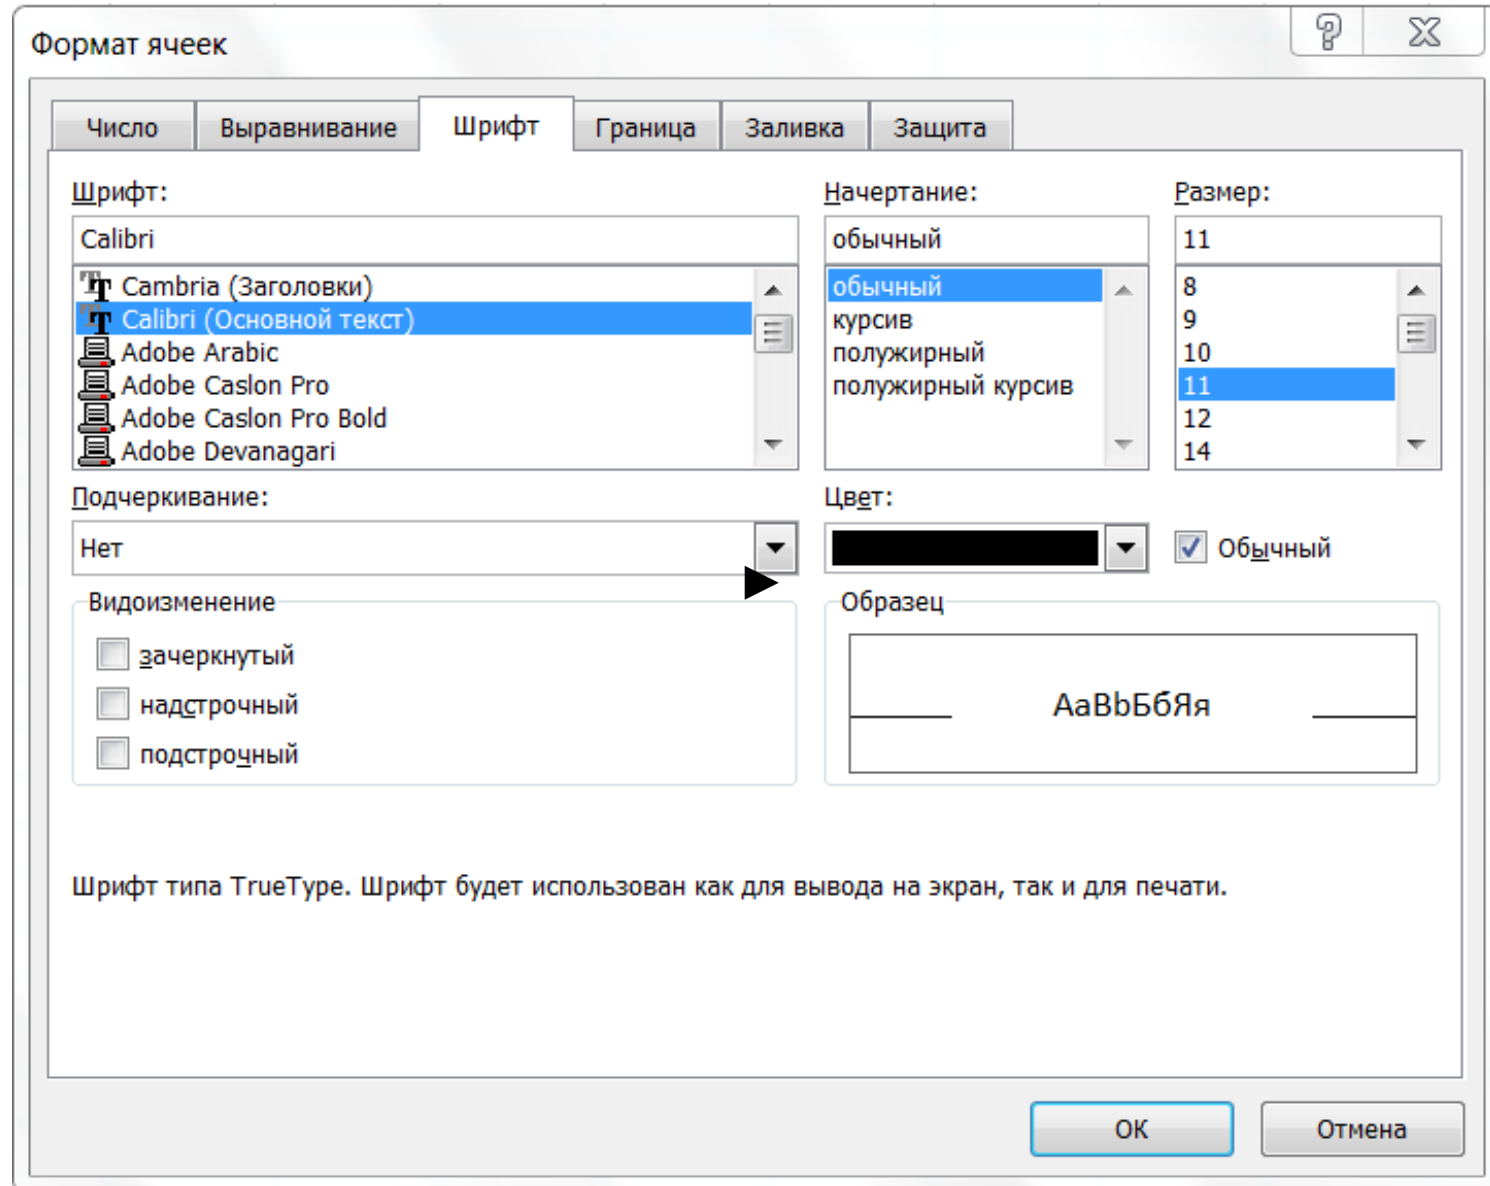 Формат ячеек
Число Выравнивание Шрифт Граница Заливка Защита
Шрифт: Начертание: Размер:
Calibri обычный 11
Cambria (Заголовки) обычный 8
Calibri (Основной текст) курсив 9
Adobe Arabic полужирный 10
Adobe Caslon Pro полужирный курсив 11
Adobe Caslon Pro Bold 12
Adobe Devanagari 14
Подчеркивание: Цвет:
Нет Обычный
Видоизменение Образец
зачеркнутый
надстрочный АаВbБбЯя
подстрочный
Шрифт типа TrueType. Шрифт будет использован как для вывода на экран, так и для печати.
ОК Отмена